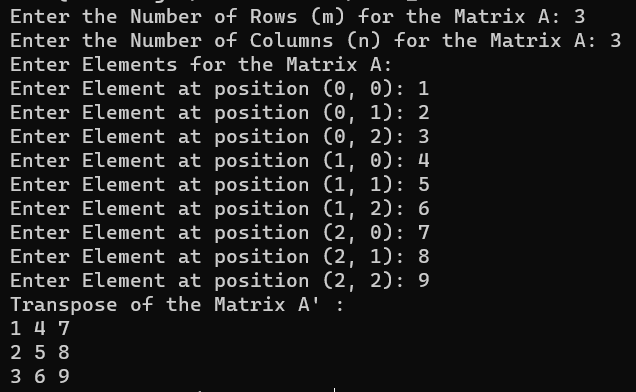 Enter the Number of Rows (m) for the Matrix A: 3
Enter the Number of Columns (n) for the Matrix A: 3
Enter Elements for the Matrix A:
Enter Element at position (0, 0): 1
Enter Element at position (0, 1): 2
Enter Element at position (0, 2): 3
Enter Element at position (1, 0): 4
Enter Element at position (1, 1): 5
Enter Element at position (1, 2): 6
Enter Element at position (2, 0): 7
Enter Element at position (2, 1): 8
Enter Element at position (2, 2): 9
Transpose of the Matrix A' :
1 4 7
2 5 8
3 6 9